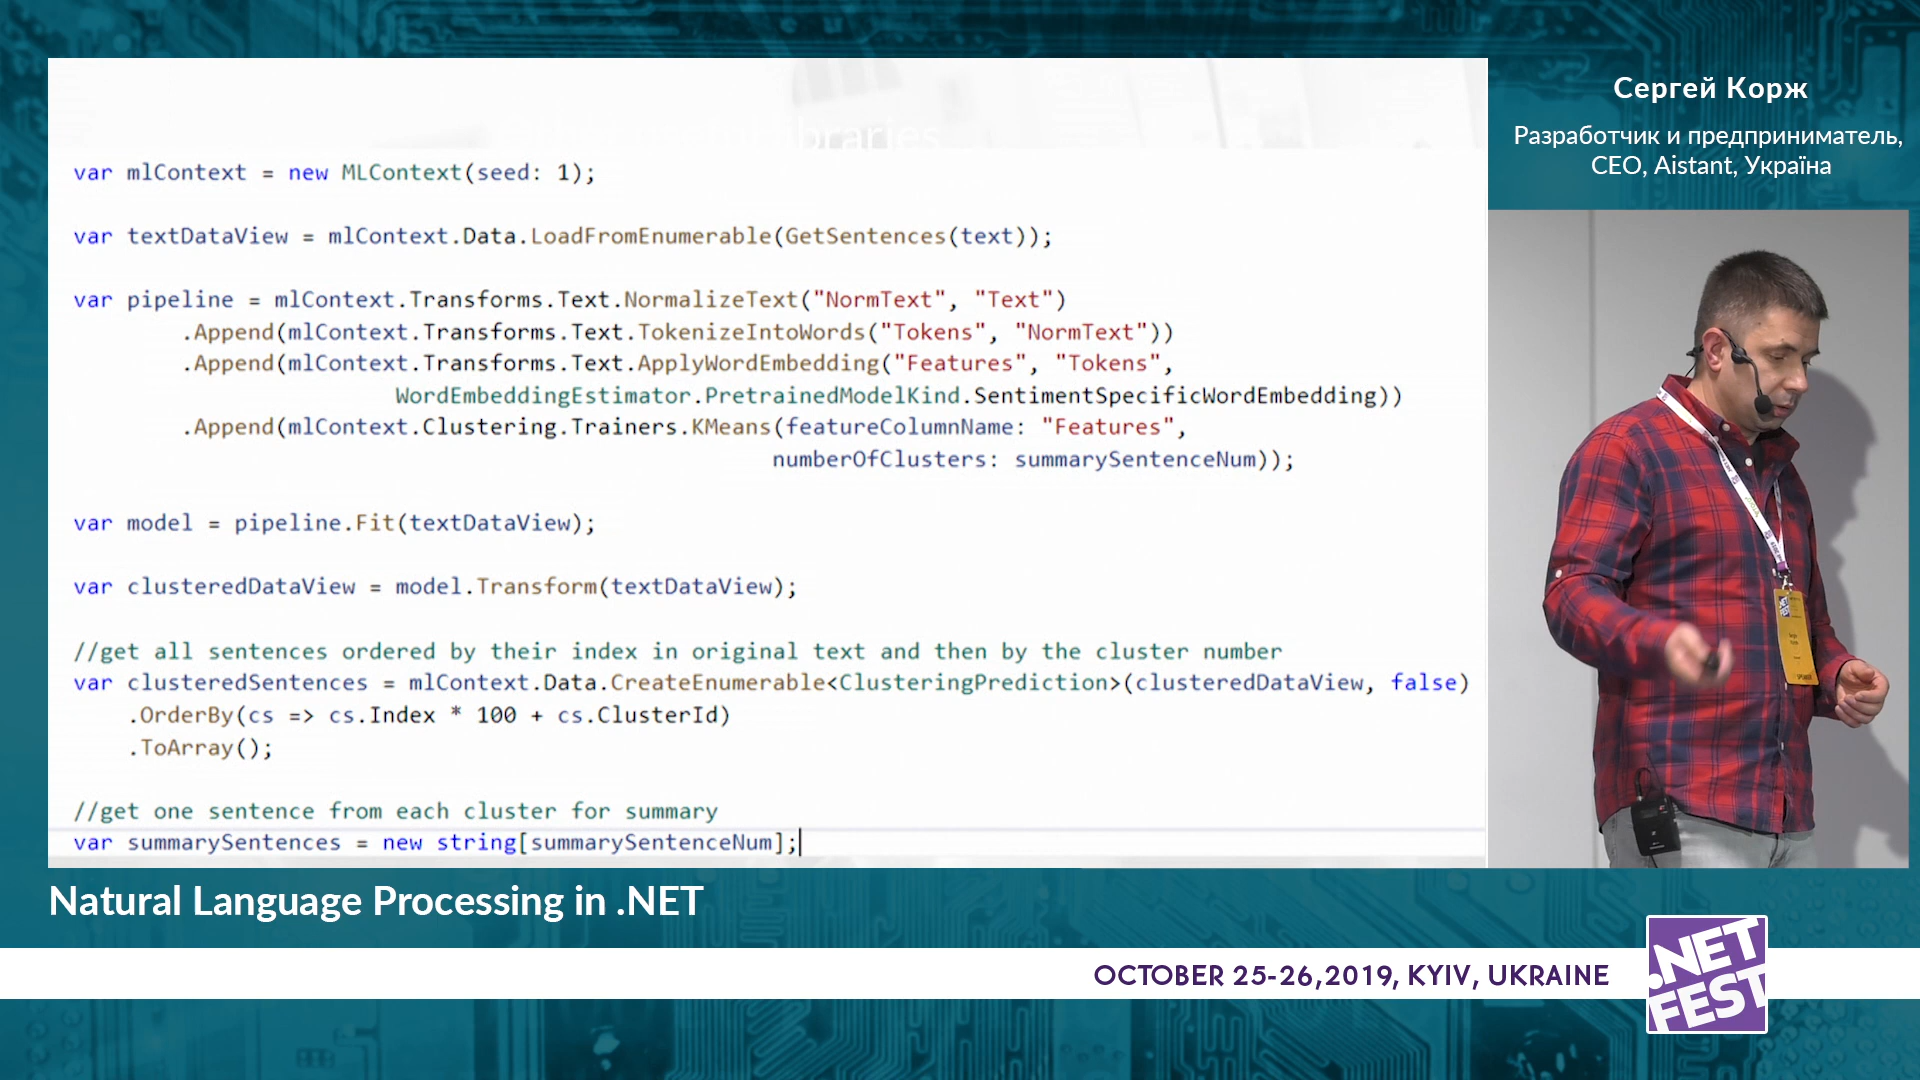 var mlContext = new MLContext(seed: 1);
var textDataView = mlContext.Data.LoadFromEnumerable(GetSentences(text));
var pipeline = mlContext.Transforms.Text.NormalizeText("NormText", "Text")
.Append(mlContext.Transforms.Text.TokenizeIntoWords("Tokens", "NormText"))
.Append(mlContext.Transforms.Text.ApplyWordEmbedding("Features", "Tokens",
WordEmbeddingEstimator.PretrainedModelKind.SentimentSpecificWordEmbedding))
.Append(mlContext.Clustering.Trainers.KMeans(featureColumnName: "Features",
numberOfClusters: summarySentenceNum));
var model = pipeline.Fit(textDataView);
var clusteredDataView = model.Transform(textDataView);
//get all sentences ordered by their index in original text and then by the cluster number
var clusteredSentences = mlContext.Data.CreateEnumerable<ClusteringPrediction>(clusteredDataView, false)
.OrderBy(cs => cs.Index * 100 + cs.ClusterId)
.ToArray();
//get one sentence from each cluster for summary
var summarySentences = new string[summarySentenceNum];
Сергей Корж
Разработчик и предприниматель,
CEO, Aistant, Україна
Natural Language Processing in .NET
OCTOBER 25-26,2019, KYIV, UKRAINE
.NET
FEST